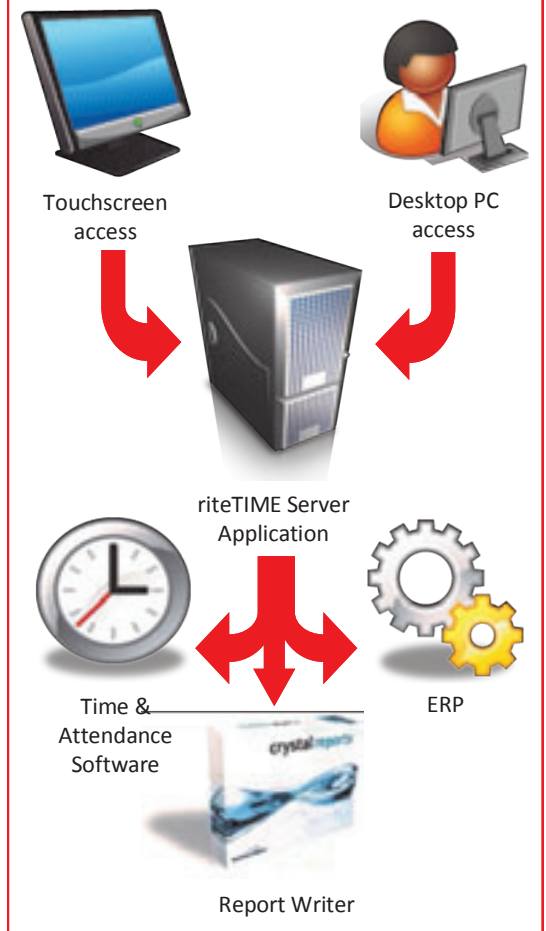 Touchscreen
access
Desktop PC
access
riteTIME Server
Application
Time &
Attendance
Software
ERP
crystal reports
Report Writer